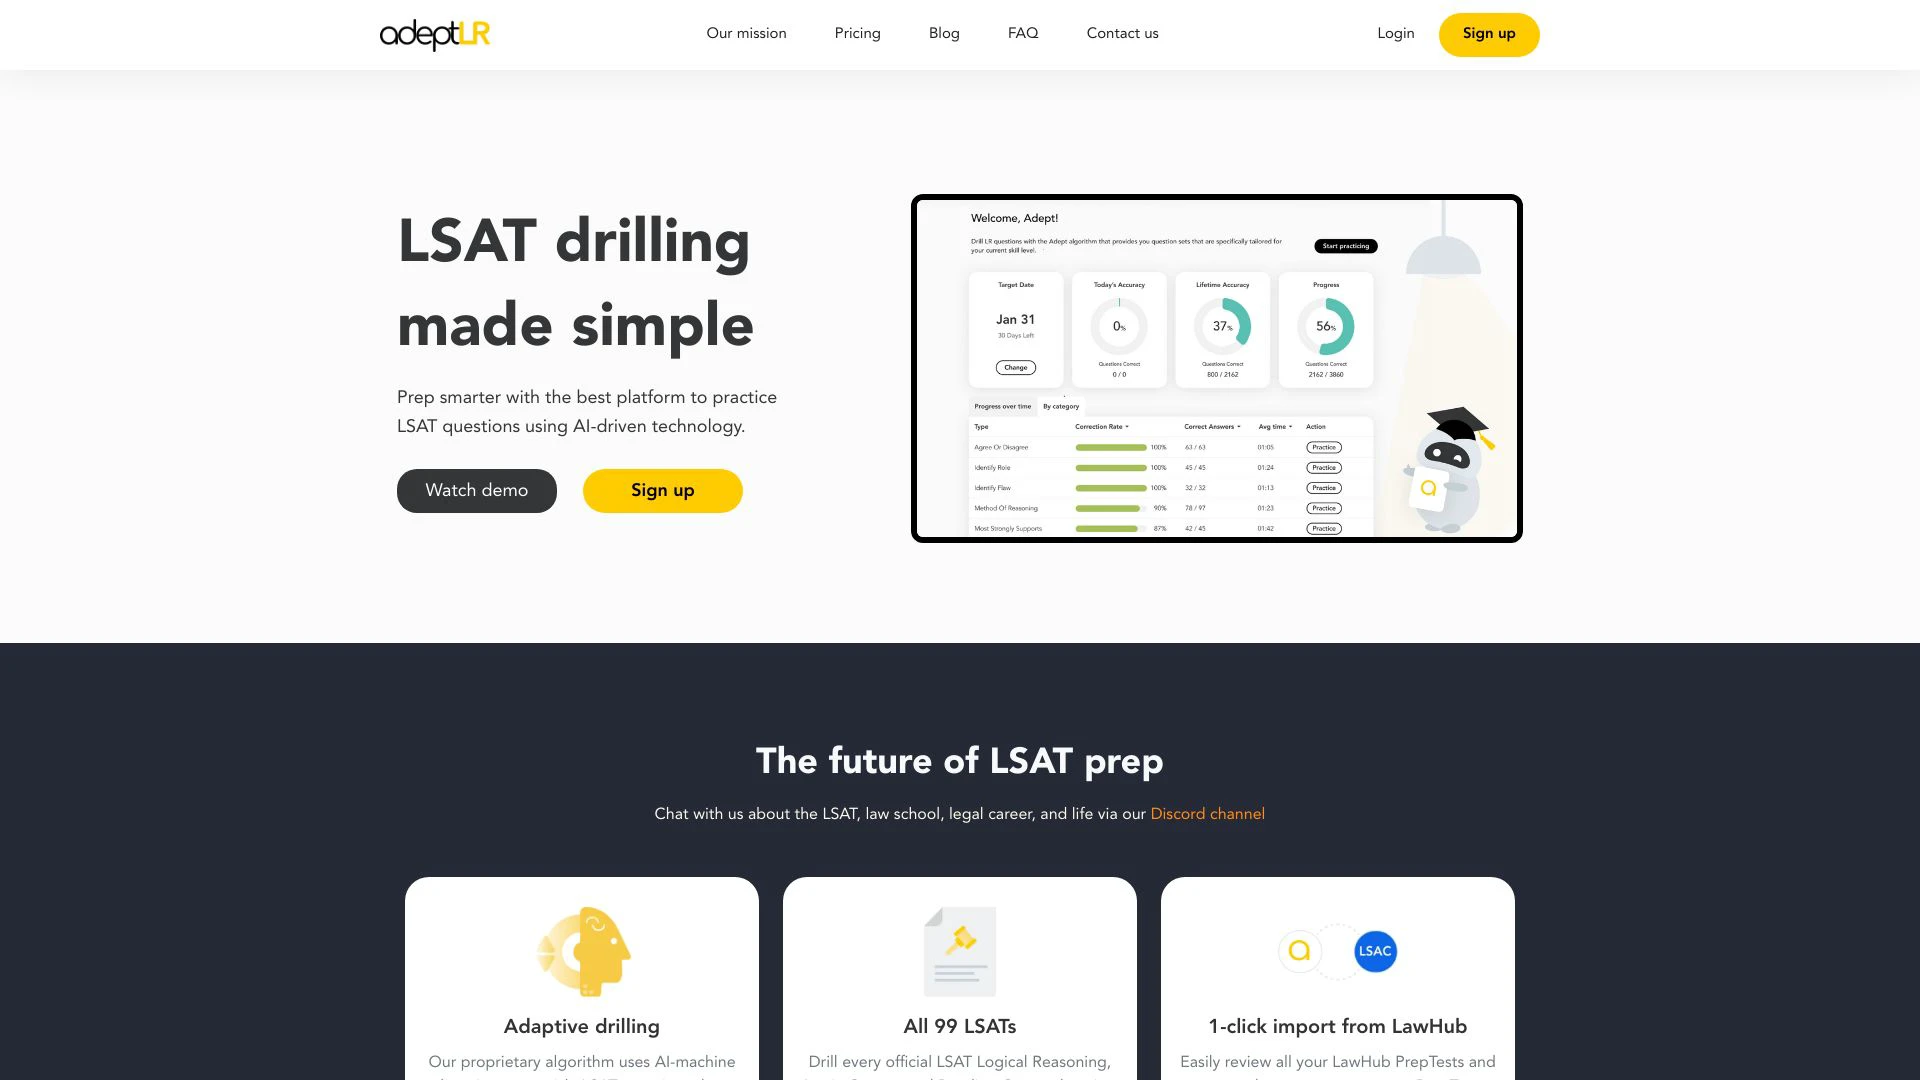 adeptLR
Our mission
Pricing
Blog
FAQ
Contact us
Login
Sign up
LSAT drilling
made simple
Prep smarter with the best platform to practice
LSAT questions using AI-driven technology.
Watch demo
Sign up
Welcome, Adept!
Drill LR questions with the Adept algorithm that provides you question sets that are specifically tailored for
your current skill level.
Start practicing
Target Date
Jan 31
30 Days Left
Change
Today's Accuracy
0%
Questions Correct
0 / 0
Lifetime Accuracy
37%
Questions Correct
800 / 2162
Progress
56%
Questions Correct
2162 / 3860
Progress over time
By category
Type Correction Rate Correct Answers Avg time Action
Agree Or Disagree 100% 63 / 63 01:05 Practice
Identify Role 100% 45 / 45 01:24 Practice
Identify Flaw 100% 32 / 32 01:13 Practice
Method Of Reasoning 90% 78 / 97 01:23 Practice
Most Strongly Supports 87% 42 / 45 01:42 Practice
The future of LSAT prep
Chat with us about the LSAT, law school, legal career, and life via our Discord channel
Adaptive drilling
Our proprietary algorithm uses AI-machine
All 99 LSATs
Drill every official LSAT Logical Reasoning,
LSAC
1-click import from LawHub
Easily review all your LawHub PrepTests and